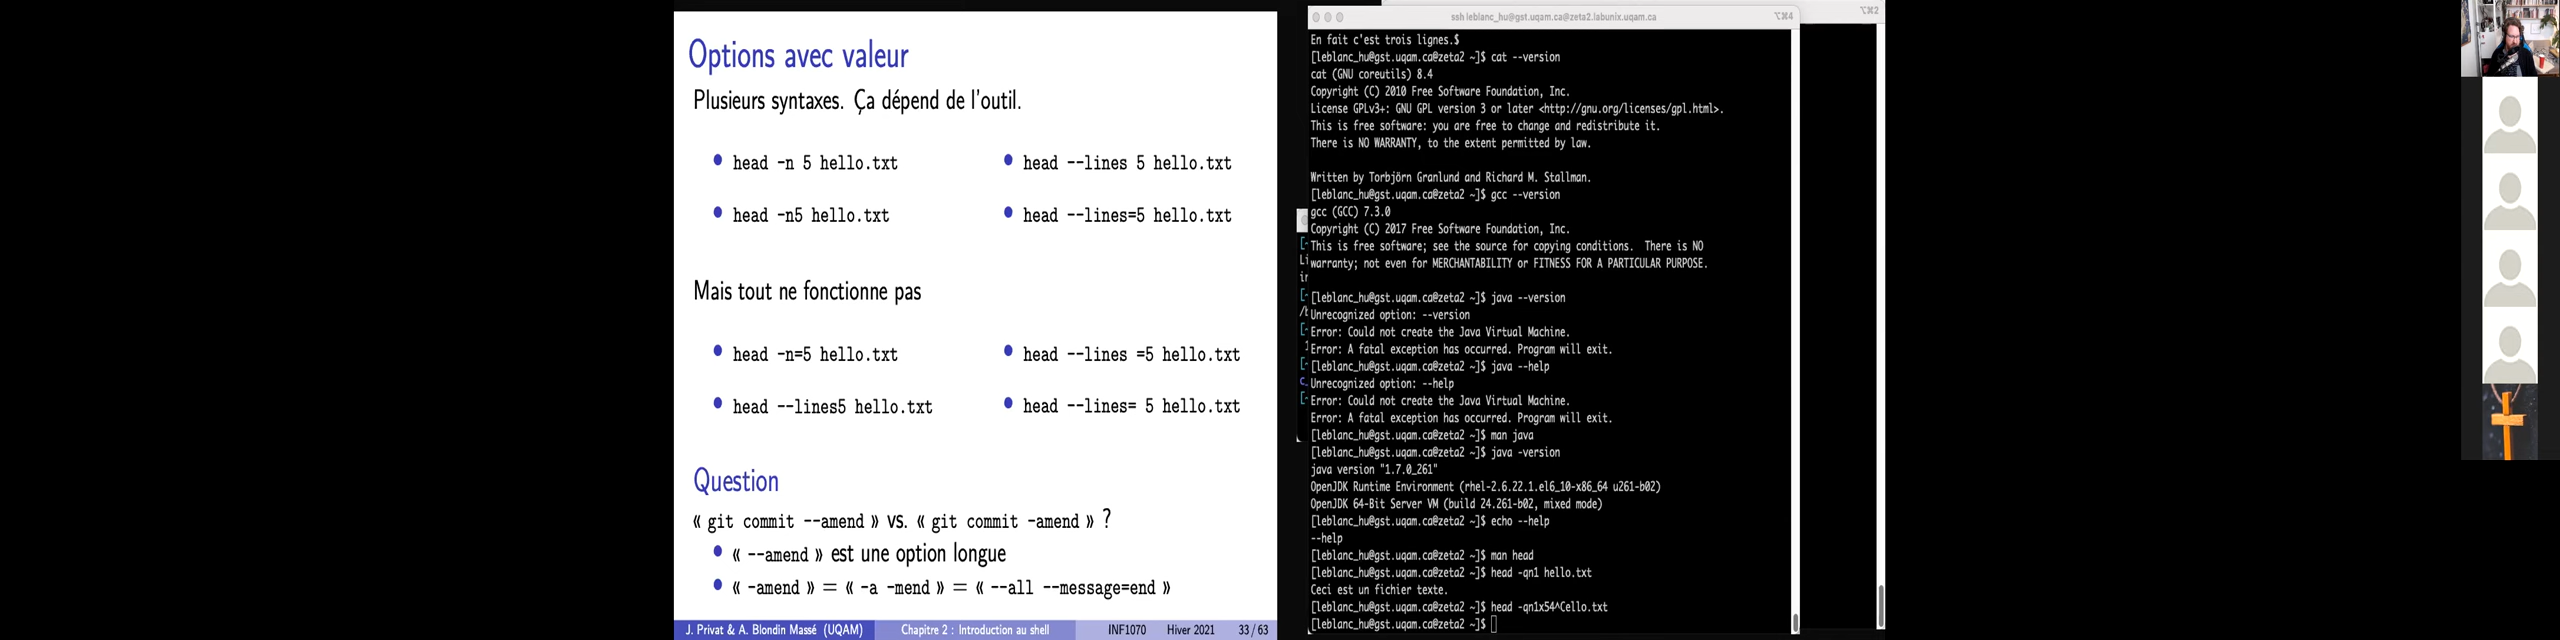 Options avec valeur
Plusieurs syntaxes. Ça dépend de l'outil.
head -n 5 hello.txt
head -n5 hello.txt
head --lines 5 hello.txt
head --lines=5 hello.txt
Mais tout ne fonctionne pas
head -n=5 hello.txt
head --lines5 hello.txt
head --lines =5 hello.txt
head --lines= 5 hello.txt
Question
« git commit --amend » vs. « git commit -amend » ?
« --amend » est une option longue
« -amend » = « -a -mend » = « --all --message=end »
J. Privat & A. Blondin Massé (UQAM) Chapitre 2 : Introduction au shell INF1070 Hiver 2021 33 / 63
ssh leblanc_hu@gst.uqam.ca@zeta2.labunix.uqam.ca ⌥⌘4
⌥⌘2
En fait c'est trois lignes.$
[leblanc_hu@gst.uqam.ca@zeta2 ~]$ cat --version
cat (GNU coreutils) 8.4
Copyright (C) 2010 Free Software Foundation, Inc.
License GPLv3+: GNU GPL version 3 or later <http://gnu.org/licenses/gpl.html>.
This is free software: you are free to change and redistribute it.
There is NO WARRANTY, to the extent permitted by law.
Written by Torbjörn Granlund and Richard M. Stallman.
[leblanc_hu@gst.uqam.ca@zeta2 ~]$ gcc --version
gcc (GCC) 7.3.0
Copyright (C) 2017 Free Software Foundation, Inc.
This is free software; see the source for copying conditions.  There is NO
warranty; not even for MERCHANTABILITY or FITNESS FOR A PARTICULAR PURPOSE.
[leblanc_hu@gst.uqam.ca@zeta2 ~]$ java --version
Unrecognized option: --version
Error: Could not create the Java Virtual Machine.
Error: A fatal exception has occurred. Program will exit.
[leblanc_hu@gst.uqam.ca@zeta2 ~]$ java --help
Unrecognized option: --help
Error: Could not create the Java Virtual Machine.
Error: A fatal exception has occurred. Program will exit.
[leblanc_hu@gst.uqam.ca@zeta2 ~]$ man java
[leblanc_hu@gst.uqam.ca@zeta2 ~]$ java -version
java version "1.7.0_261"
OpenJDK Runtime Environment (rhel-2.6.22.1.el6_10-x86_64 u261-b02)
OpenJDK 64-Bit Server VM (build 24.261-b02, mixed mode)
[leblanc_hu@gst.uqam.ca@zeta2 ~]$ echo --help
--help
[leblanc_hu@gst.uqam.ca@zeta2 ~]$ man head
[leblanc_hu@gst.uqam.ca@zeta2 ~]$ head -qn1 hello.txt
Ceci est un fichier texte.
[leblanc_hu@gst.uqam.ca@zeta2 ~]$ head -qn1x54^Cello.txt
[leblanc_hu@gst.uqam.ca@zeta2 ~]$